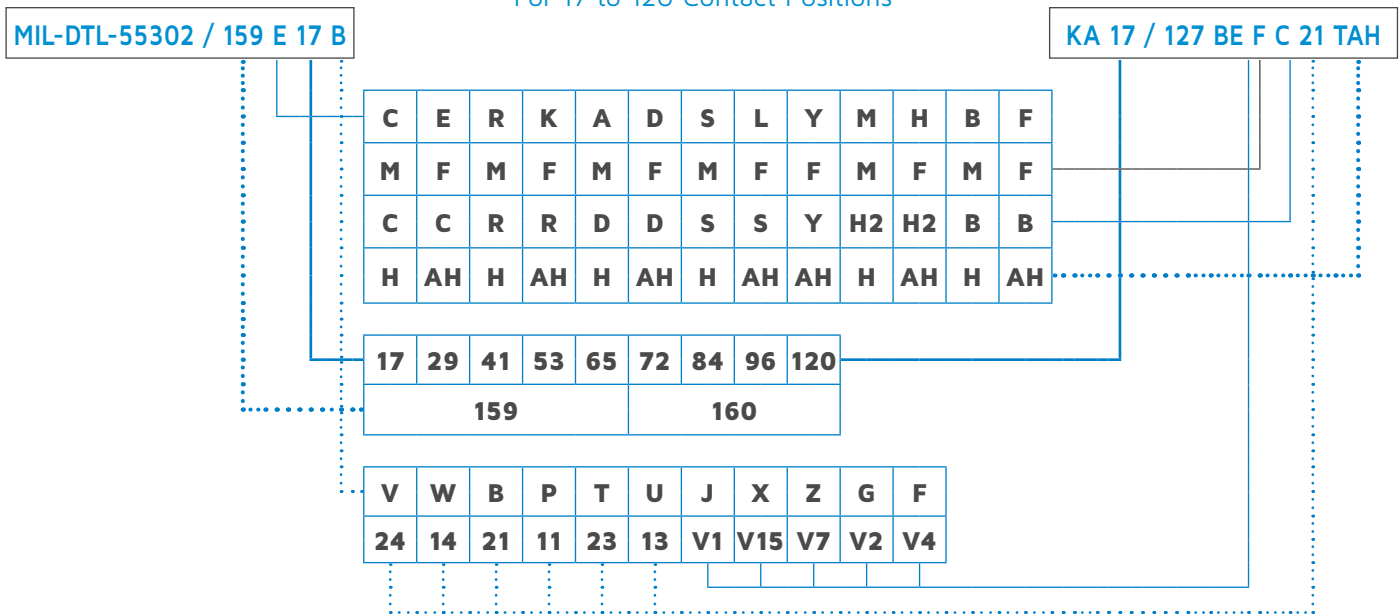 For 17 to 120 Contact Positions
MIL-DTL-55302 / 159 E 17 B
KA 17 / 127 BE F C 21 TAH
C E R K A D S L Y M H B F
M F M F M F M F F M F M F
C C R R D D S S Y H2 H2 B B
H AH H AH H AH H AH AH H AH H AH
17 29 41 53 65 72 84 96 120
159 160
V W B P T U J X Z G F
24 14 21 11 23 13 V1 V15 V7 V2 V4